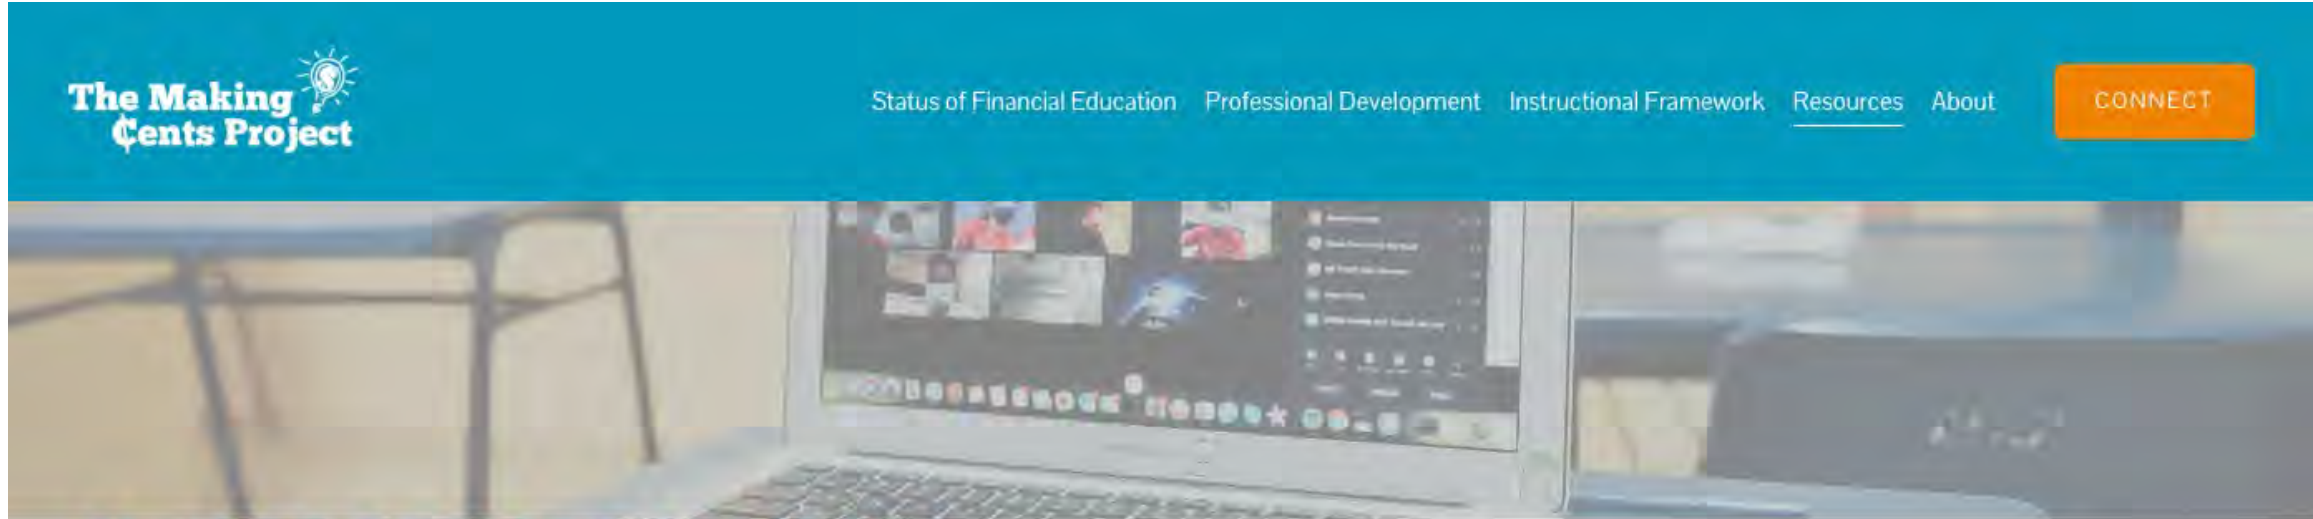 The Making
¢ents Project
Status of Financial Education Professional Development Instructional Framework Resources About CONNECT